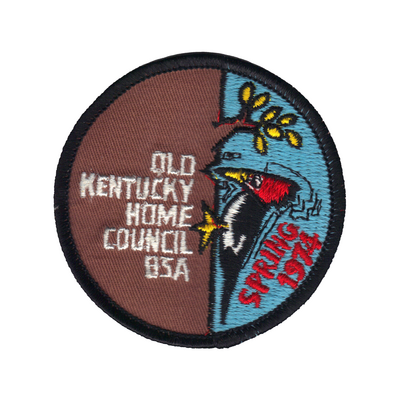 OLD
KENTUCKY
HOME
COUNCIL
BSA
SPRING
1974